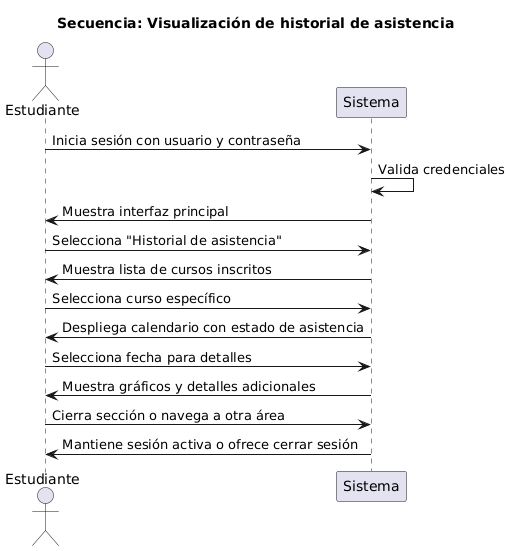 Secuencia: Visualización de historial de asistencia
Estudiante
Sistema
Inicia sesión con usuario y contraseña
Valida credenciales
Muestra interfaz principal
Selecciona "Historial de asistencia"
Muestra lista de cursos inscritos
Selecciona curso específico
Despliega calendario con estado de asistencia
Selecciona fecha para detalles
Muestra gráficos y detalles adicionales
Cierra sección o navega a otra área
Mantiene sesión activa o ofrece cerrar sesión
Estudiante
Sistema